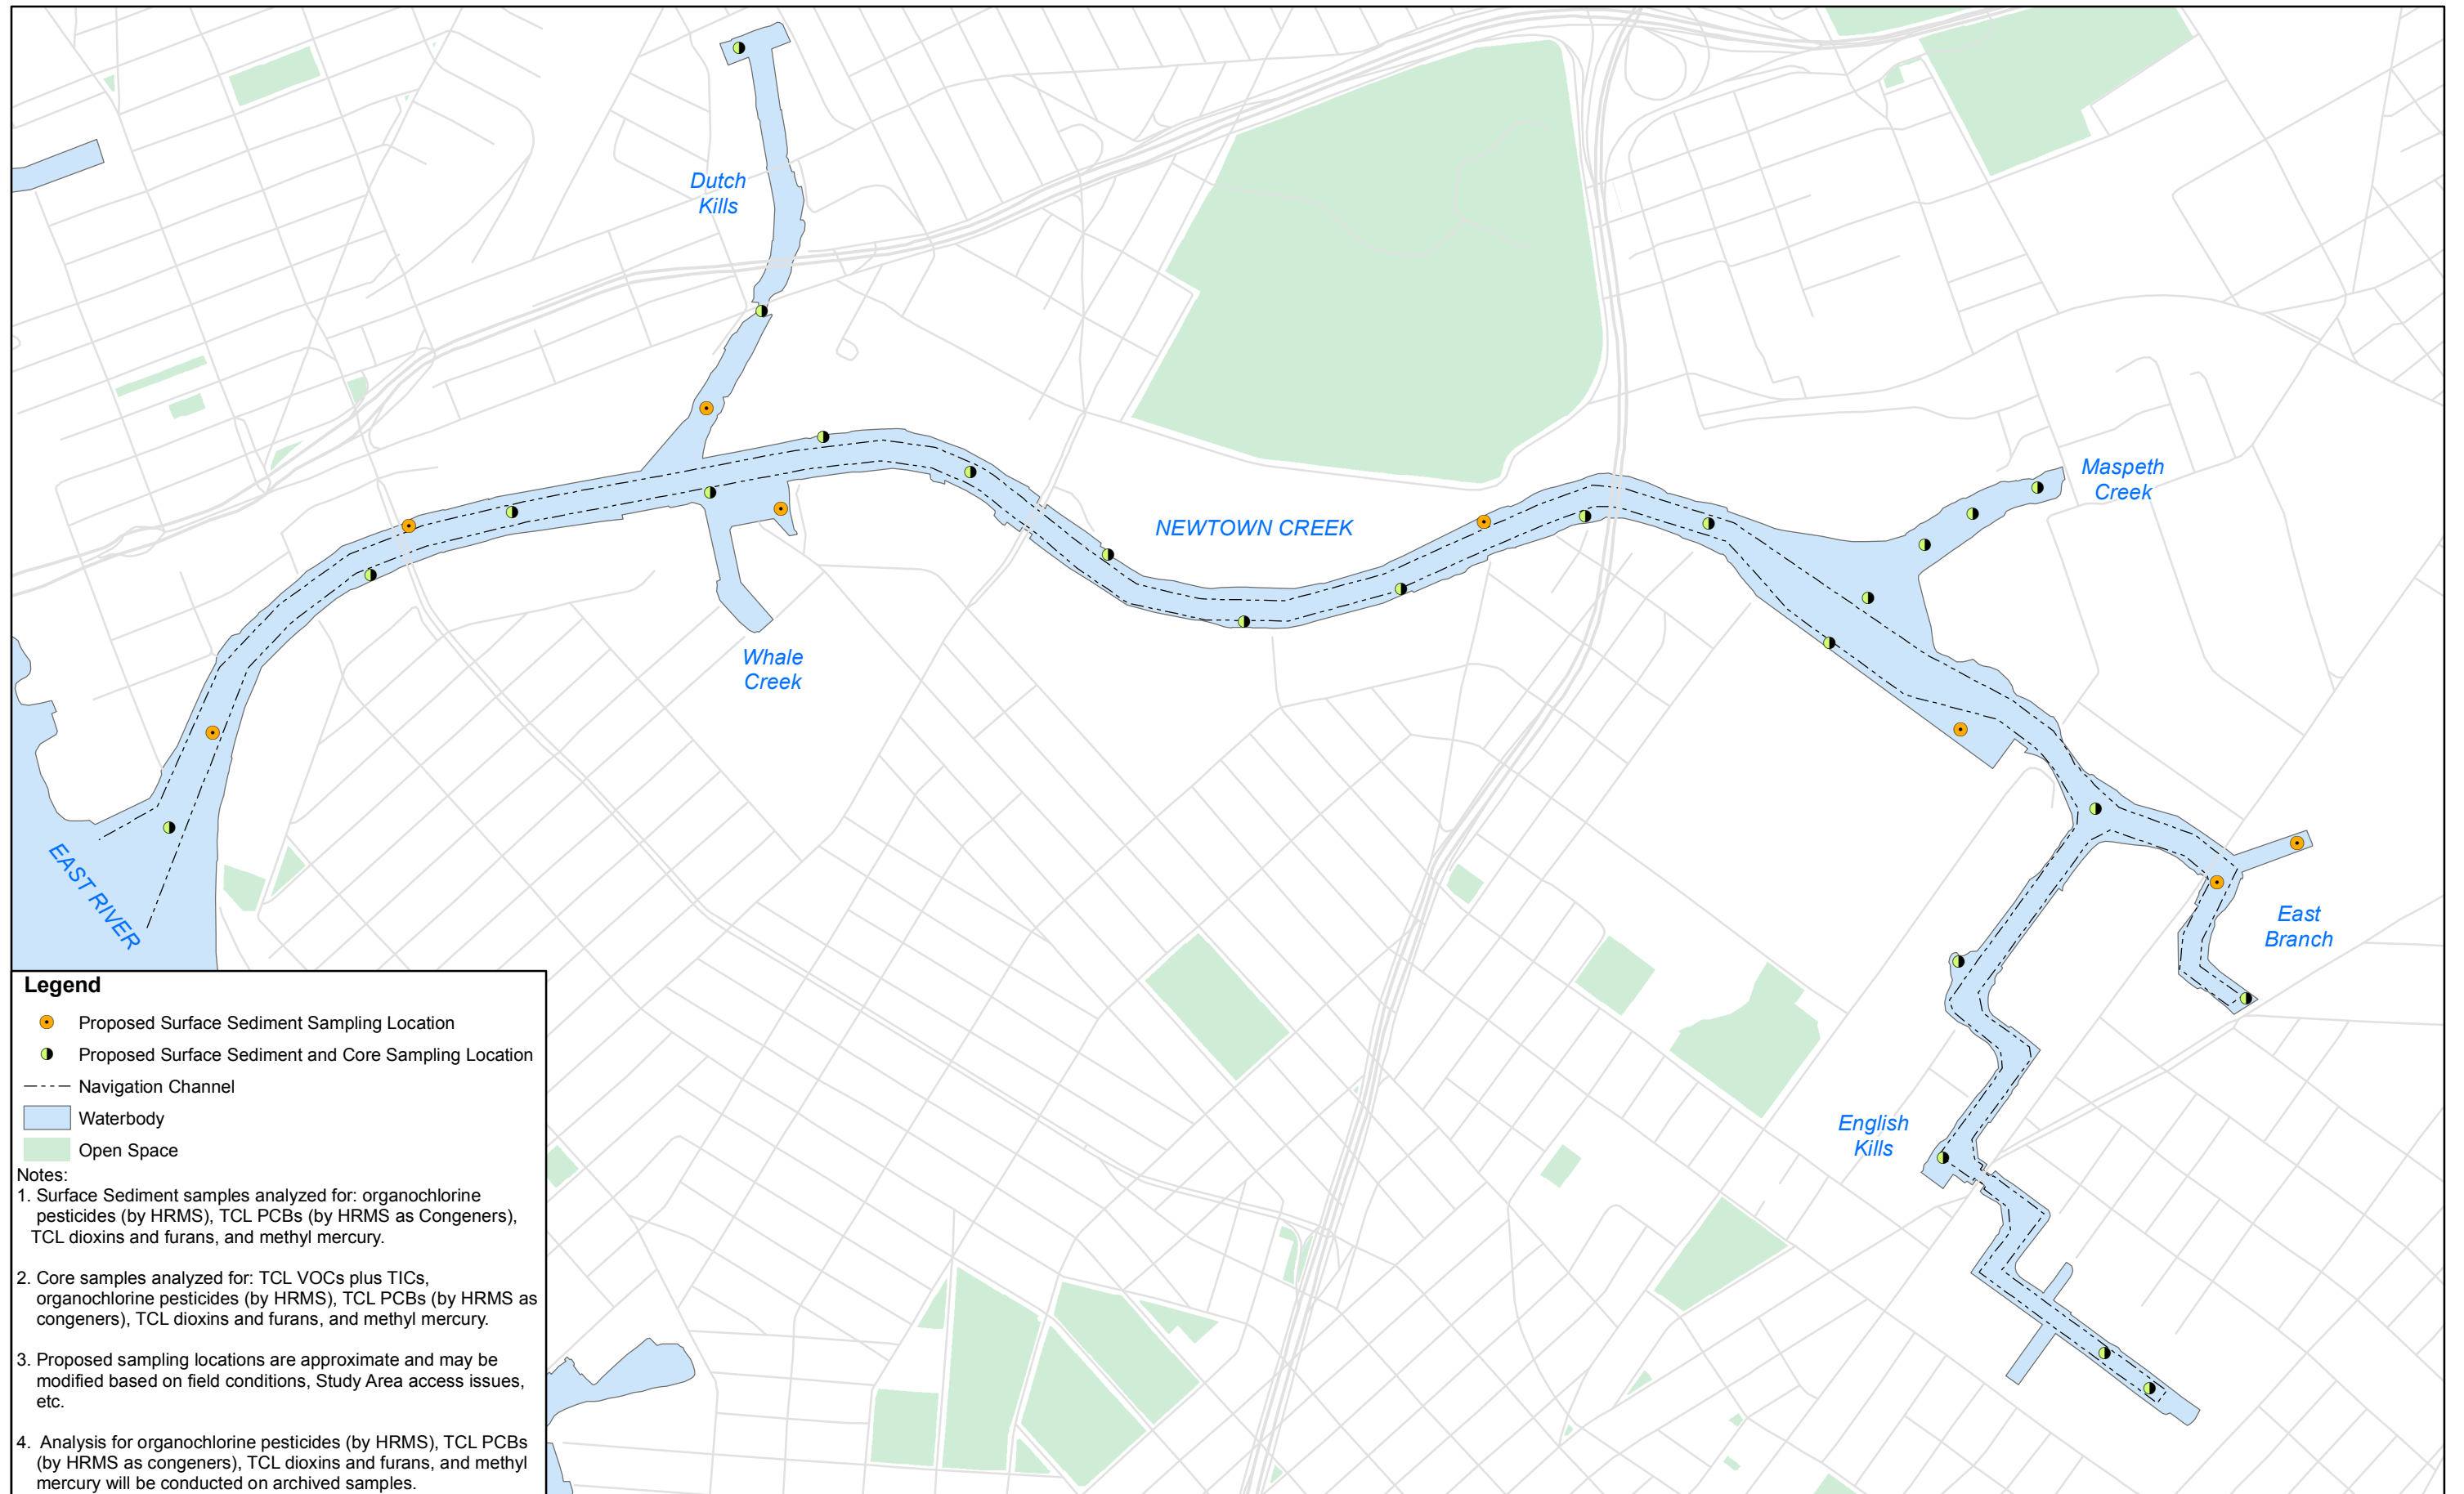 Dutch
Kills
Maspeth
Creek
NEWTOWN CREEK
Whale
Creek
EAST RIVER
East
Branch
English
Kills
Legend
Proposed Surface Sediment Sampling Location
Proposed Surface Sediment and Core Sampling Location
Navigation Channel
Waterbody
Open Space
Notes:
1. Surface Sediment samples analyzed for: organochlorine
pesticides (by HRMS), TCL PCBs (by HRMS as Congeners),
TCL dioxins and furans, and methyl mercury.
2. Core samples analyzed for: TCL VOCs plus TICs,
organochlorine pesticides (by HRMS), TCL PCBs (by HRMS as
congeners), TCL dioxins and furans, and methyl mercury.
3. Proposed sampling locations are approximate and may be
modified based on field conditions, Study Area access issues,
etc.
4. Analysis for organochlorine pesticides (by HRMS), TCL PCBs
(by HRMS as congeners), TCL dioxins and furans, and methyl
mercury will be conducted on archived samples.